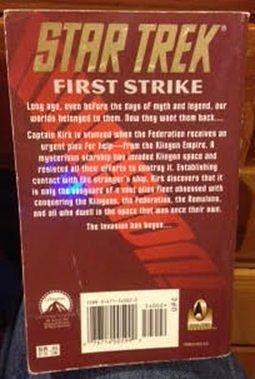 STAR TREK
FIRST STRIKE
Long ago, even before the days of myth and legend, our
worlds belonged to them. Now they want them back...
Captain Kirk is stunned when the Federation receives an
urgent plea for help—from the Klingon Empire. A
mysterious starship has invaded Klingon space and
resisted all their efforts to destroy it. Establishing
contact with the stranger's ship, Kirk discovers that it
is only the vanguard of a vast alien fleet obsessed with
conquering the Klingons, the Federation, the Romulans,
and all who dwell in the space that was once their own.
The invasion has begun...
ISBN 0-671-54002-2